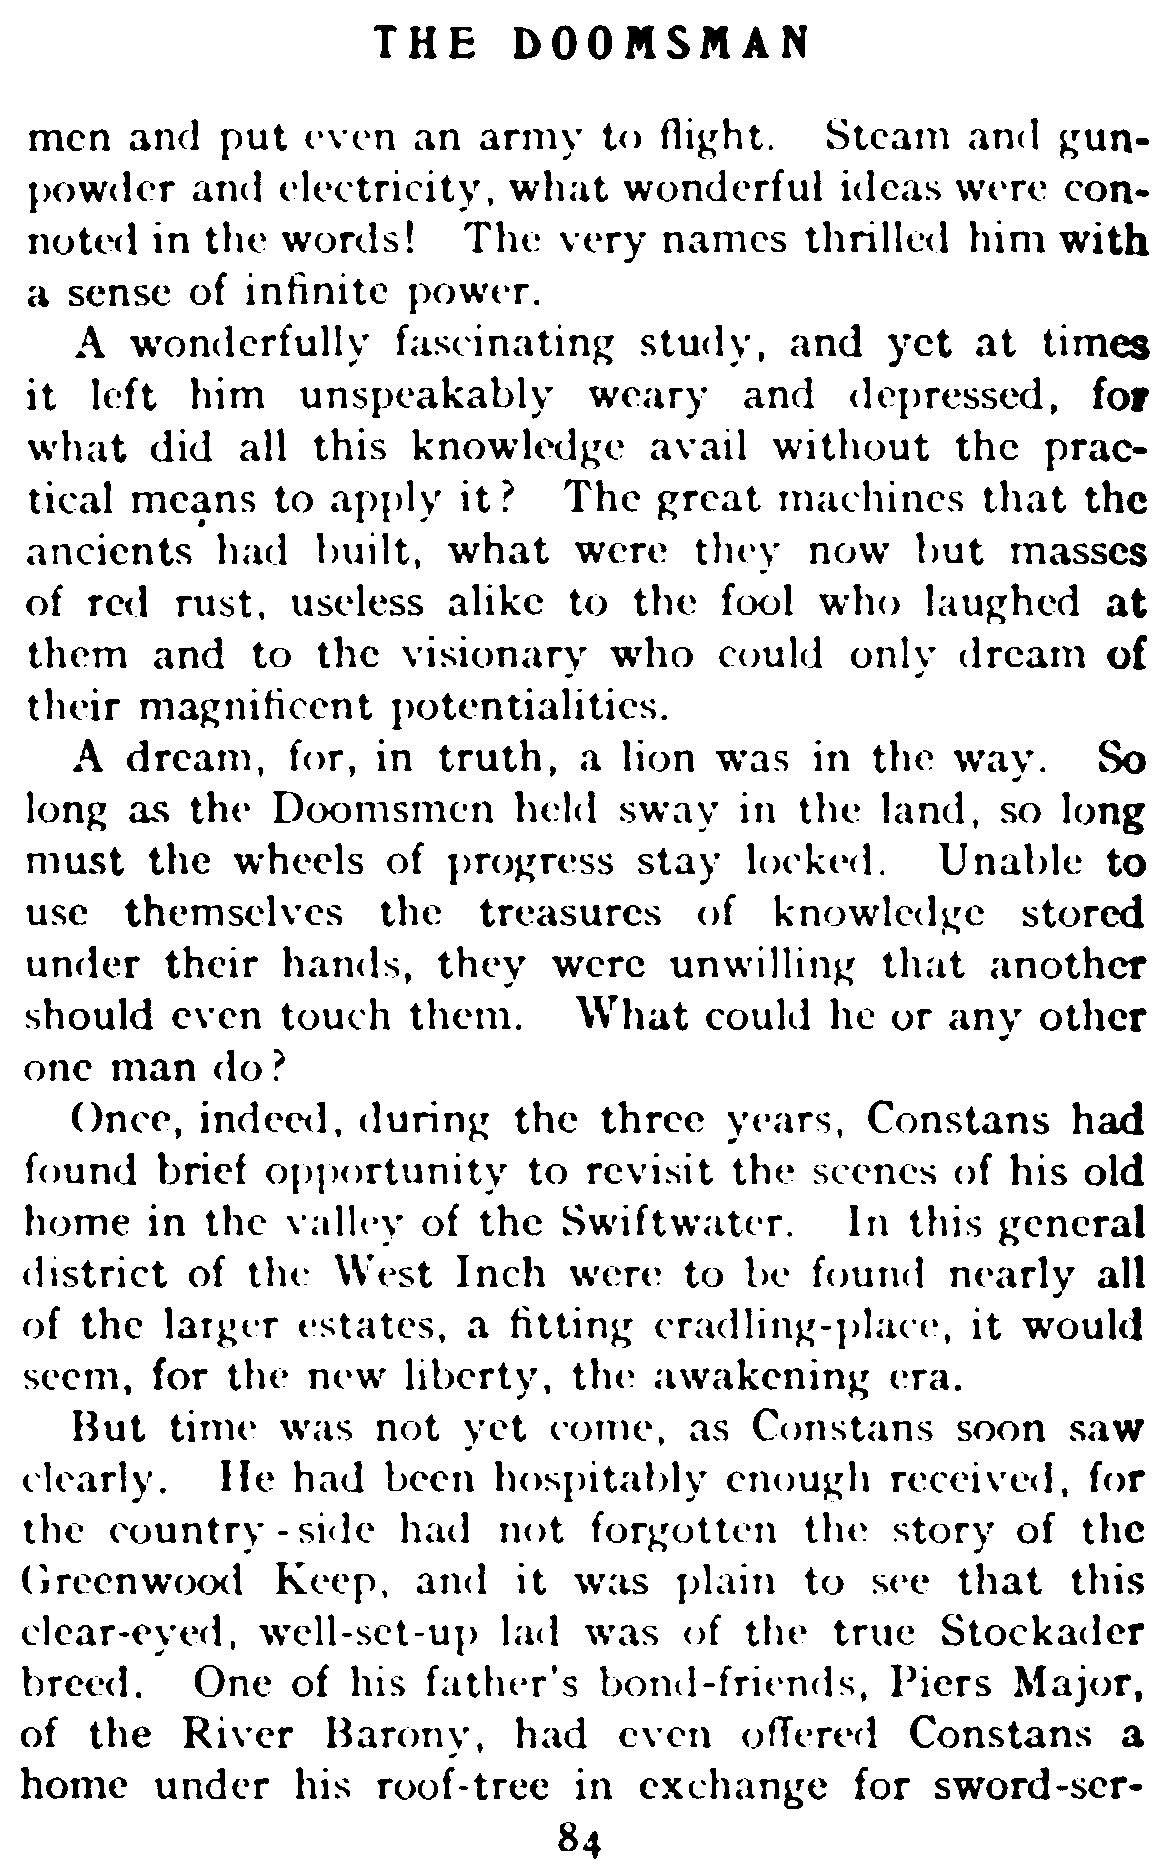 THE DOOMSMAN
men and put even an army to flight. Steam and gun-
powder and electricity, what wonderful ideas were con-
noted in the words! The very names thrilled him with
a sense of infinite power.
A wonderfully fascinating study, and yet at times
it left him unspeakably weary and depressed, for
what did all this knowledge avail without the prac-
tical means to apply it? The great machines that the
ancients had built, what were they now but masses
of red rust, useless alike to the fool who laughed at
them and to the visionary who could only dream of
their magnificent potentialities.
A dream, for, in truth, a lion was in the way. So
long as the Doomsmen held sway in the land, so long
must the wheels of progress stay locked. Unable to
use themselves the treasures of knowledge stored
under their hands, they were unwilling that another
should even touch them. What could he or any other
one man do?
Once, indeed, during the three years, Constans had
found brief opportunity to revisit the scenes of his old
home in the valley of the Swiftwater. In this general
district of the West Inch were to be found nearly all
of the larger estates, a fitting cradling-place, it would
seem, for the new liberty, the awakening era.
But time was not yet come, as Constans soon saw
clearly. He had been hospitably enough received, for
the country-side had not forgotten the story of the
Greenwood Keep, and it was plain to see that this
clear-eyed, well-set-up lad was of the true Stockader
breed. One of his father's bond-friends, Piers Major,
of the River Barony, had even offered Constans a
home under his roof-tree in exchange for sword-ser-
84